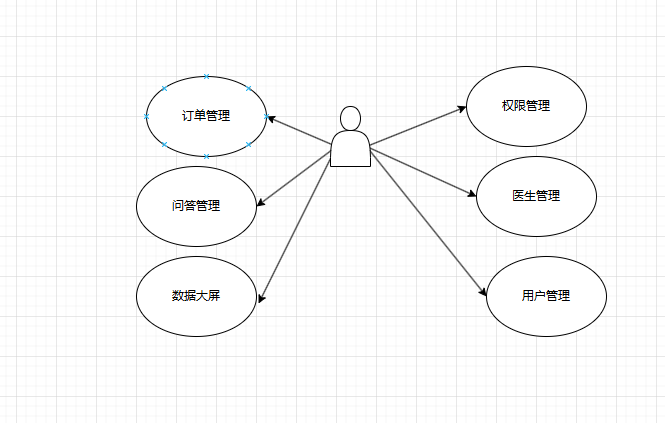 订单管理
问答管理
数据大屏
权限管理
医生管理
用户管理